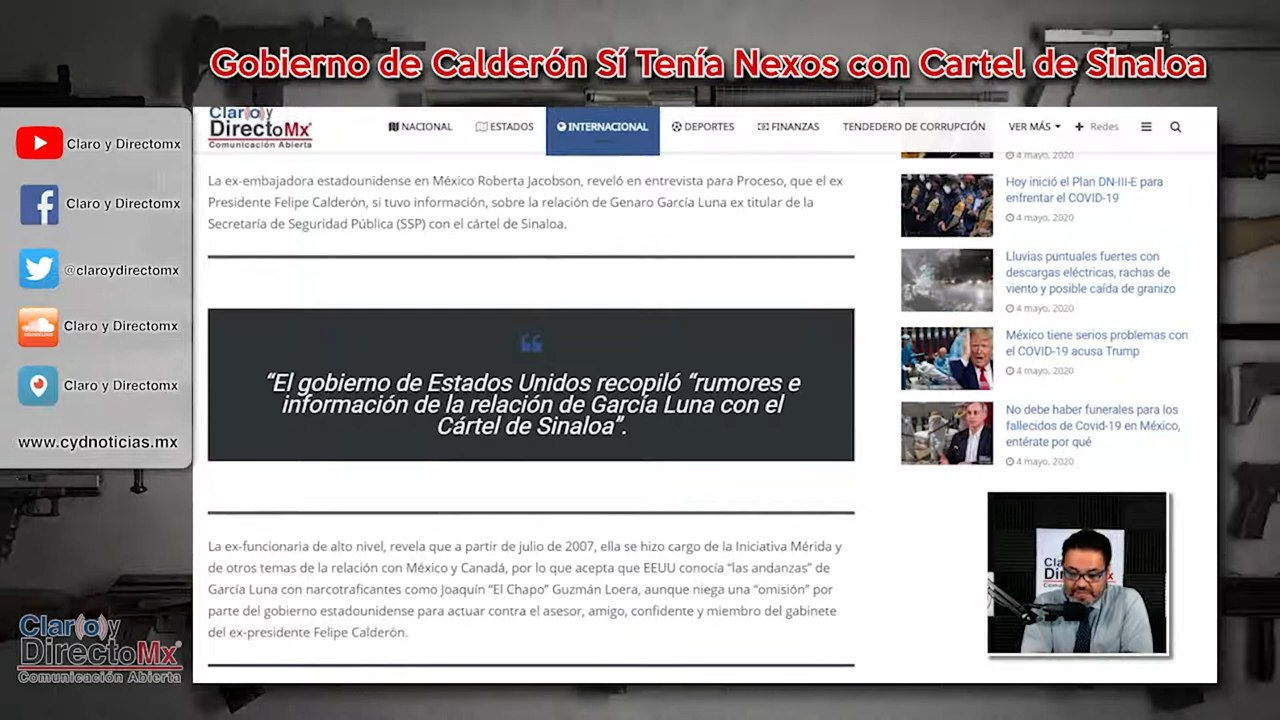 Gobierno de Calderón Sí Tenía Nexos con Cartel de Sinaloa
Claro y Directomx
Claro y Directomx
@claroydirectomx
Claro y Directomx
Claro y Directomx
www.cydnoticias.mx
Claro y
DirectoMx
Comunicación Abierta
NACIONAL
ESTADOS
INTERNACIONAL
DEPORTES
FINANZAS
TENDEDERO DE CORRUPCIÓN
VER MÁS
Redes
La ex-embajadora estadounidense en México Roberta Jacobson, reveló en entrevista para Proceso, que el ex
Presidente Felipe Calderón, si tuvo información, sobre la relación de Genaro García Luna ex titular de la
Secretaría de Seguridad Pública (SSP) con el cártel de Sinaloa.
“El gobierno de Estados Unidos recopiló “rumores e
información de la relación de García Luna con el
Cártel de Sinaloa”.
La ex-funcionaria de alto nivel, revela que a partir de julio de 2007, ella se hizo cargo de la Iniciativa Mérida y
de otros temas de la relación con México y Canadá, por lo que acepta que EEUU conocía “las andanzas” de
García Luna con narcotraficantes como Joaquín “El Chapo” Guzmán Loera, aunque niega una “omisión” por
parte del gobierno estadounidense para actuar contra el asesor, amigo, confidente y miembro del gabinete
del ex-presidente Felipe Calderón.
4 mayo, 2020
Hoy inició el Plan DN-III-E para
enfrentar el COVID-19
4 mayo, 2020
Lluvias puntuales fuertes con
descargas eléctricas, rachas de
viento y posible caída de granizo
4 mayo, 2020
México tiene serios problemas con
el COVID-19 acusa Trump
4 mayo, 2020
No debe haber funerales para los
fallecidos de Covid-19 en México,
entérate por qué
4 mayo, 2020
Claro y
DirectoMx
Comunicación Abierta